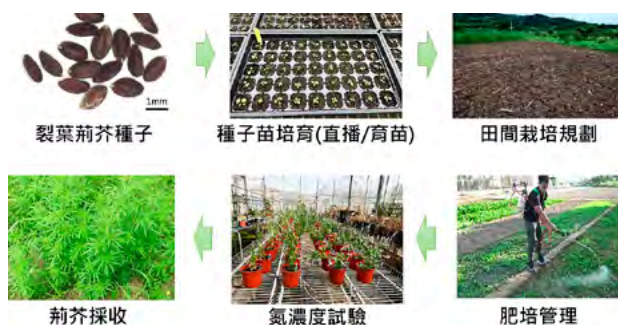 1mm
裂葉荊芥種子
種子苗培育(直播/育苗)
田間栽培規劃
荊芥採收
氮濃度試驗
肥培管理